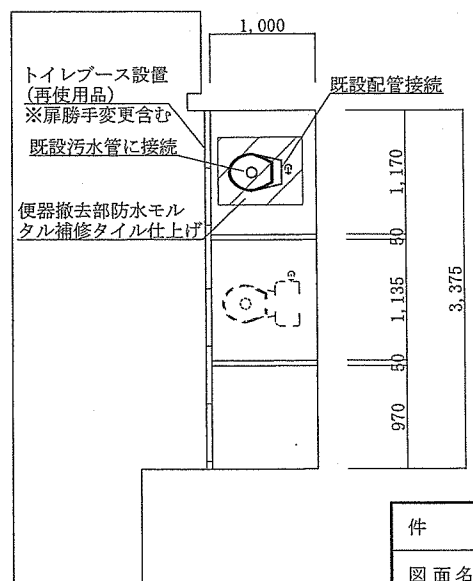 1,000
トイレブース設置
(再使用品)
※扉勝手変更含む
既設配管接続
既設汚水管に接続
便器撤去部防水モル
タル補修タイル仕上げ
1,170
50
1,135
50
970
3,375
件
図面名